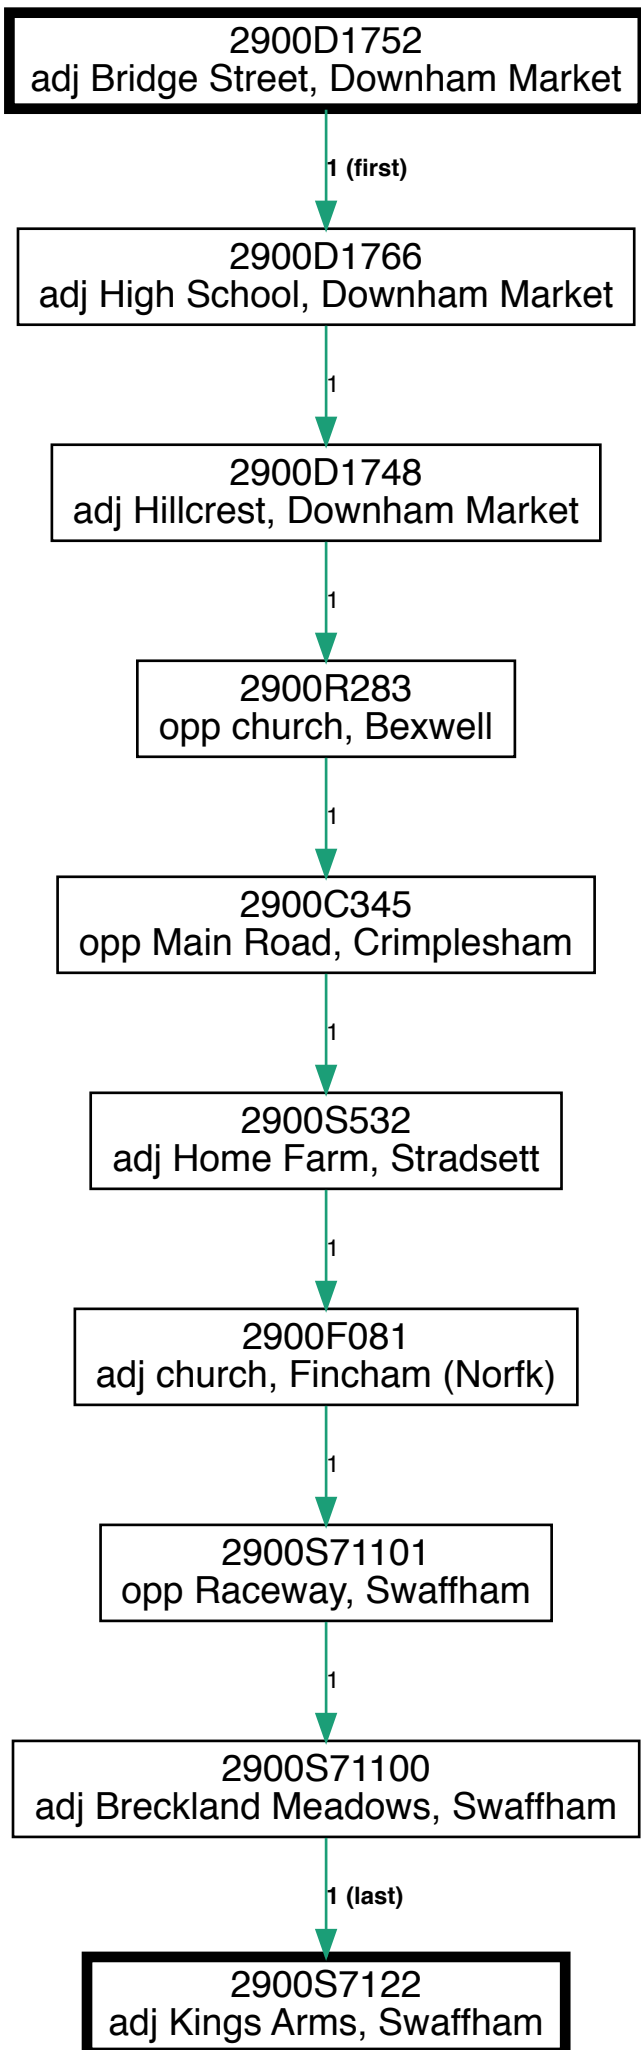 2900D1752
adj Bridge Street, Downham Market
1 (first)
2900D1766
adj High School, Downham Market
1
2900D1748
adj Hillcrest, Downham Market
1
2900R283
opp church, Bexwell
1
2900C345
opp Main Road, Crimplesham
1
2900S532
adj Home Farm, Stradsett
1
2900F081
adj church, Fincham (Norfk)
1
2900S71101
opp Raceway, Swaffham
1
2900S71100
adj Breckland Meadows, Swaffham
1 (last)
2900S7122
adj Kings Arms, Swaffham